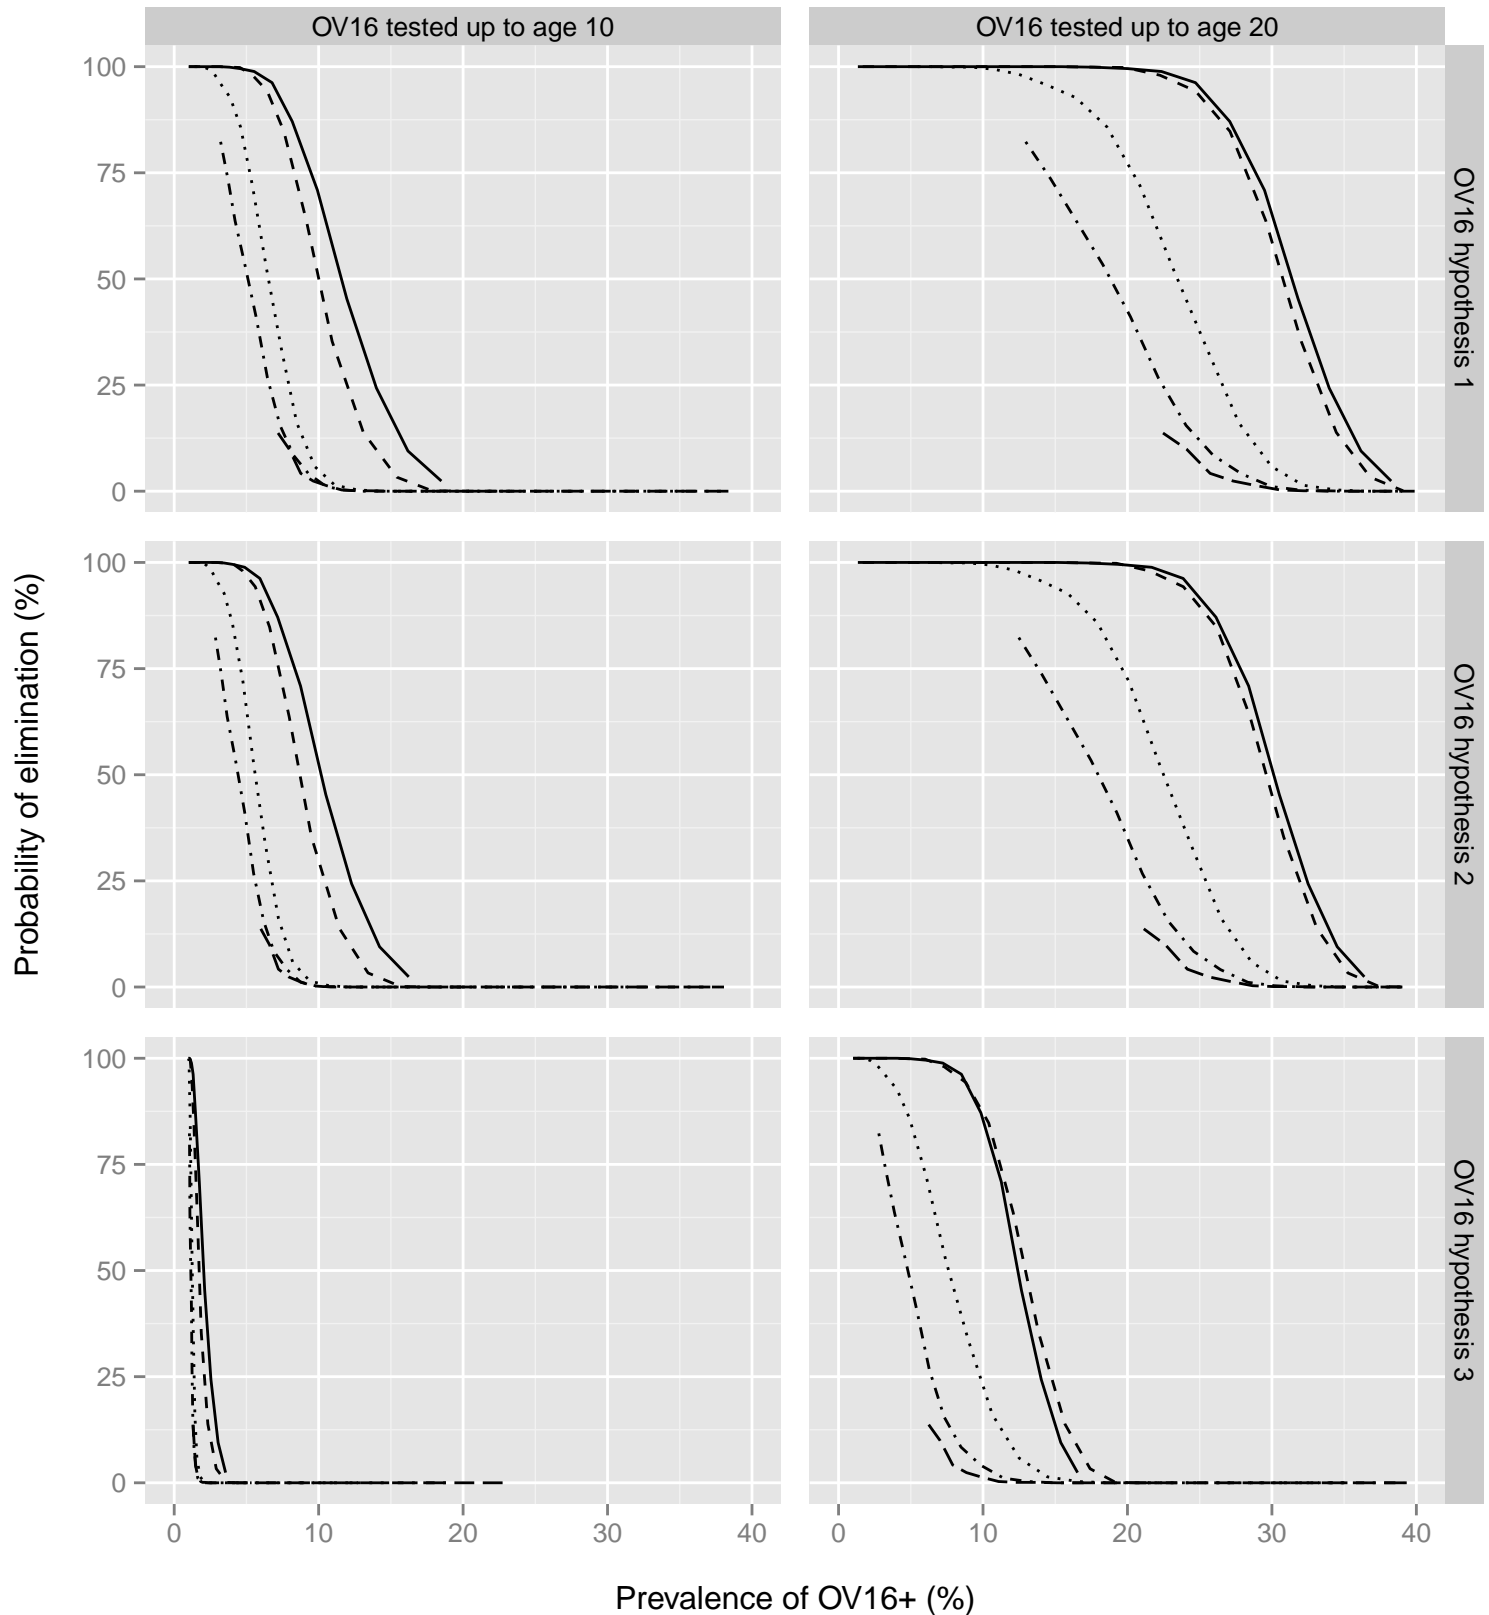 OV16 tested up to age 10
OV16 tested up to age 20
100
75
50
25
0
OV16 hypothesis 1
100
75
50
25
0
OV16 hypothesis 2
100
75
50
25
0
OV16 hypothesis 3
Probability of elimination (%)
0 10 20 30 40
0 10 20 30 40
Prevalence of OV16+ (%)